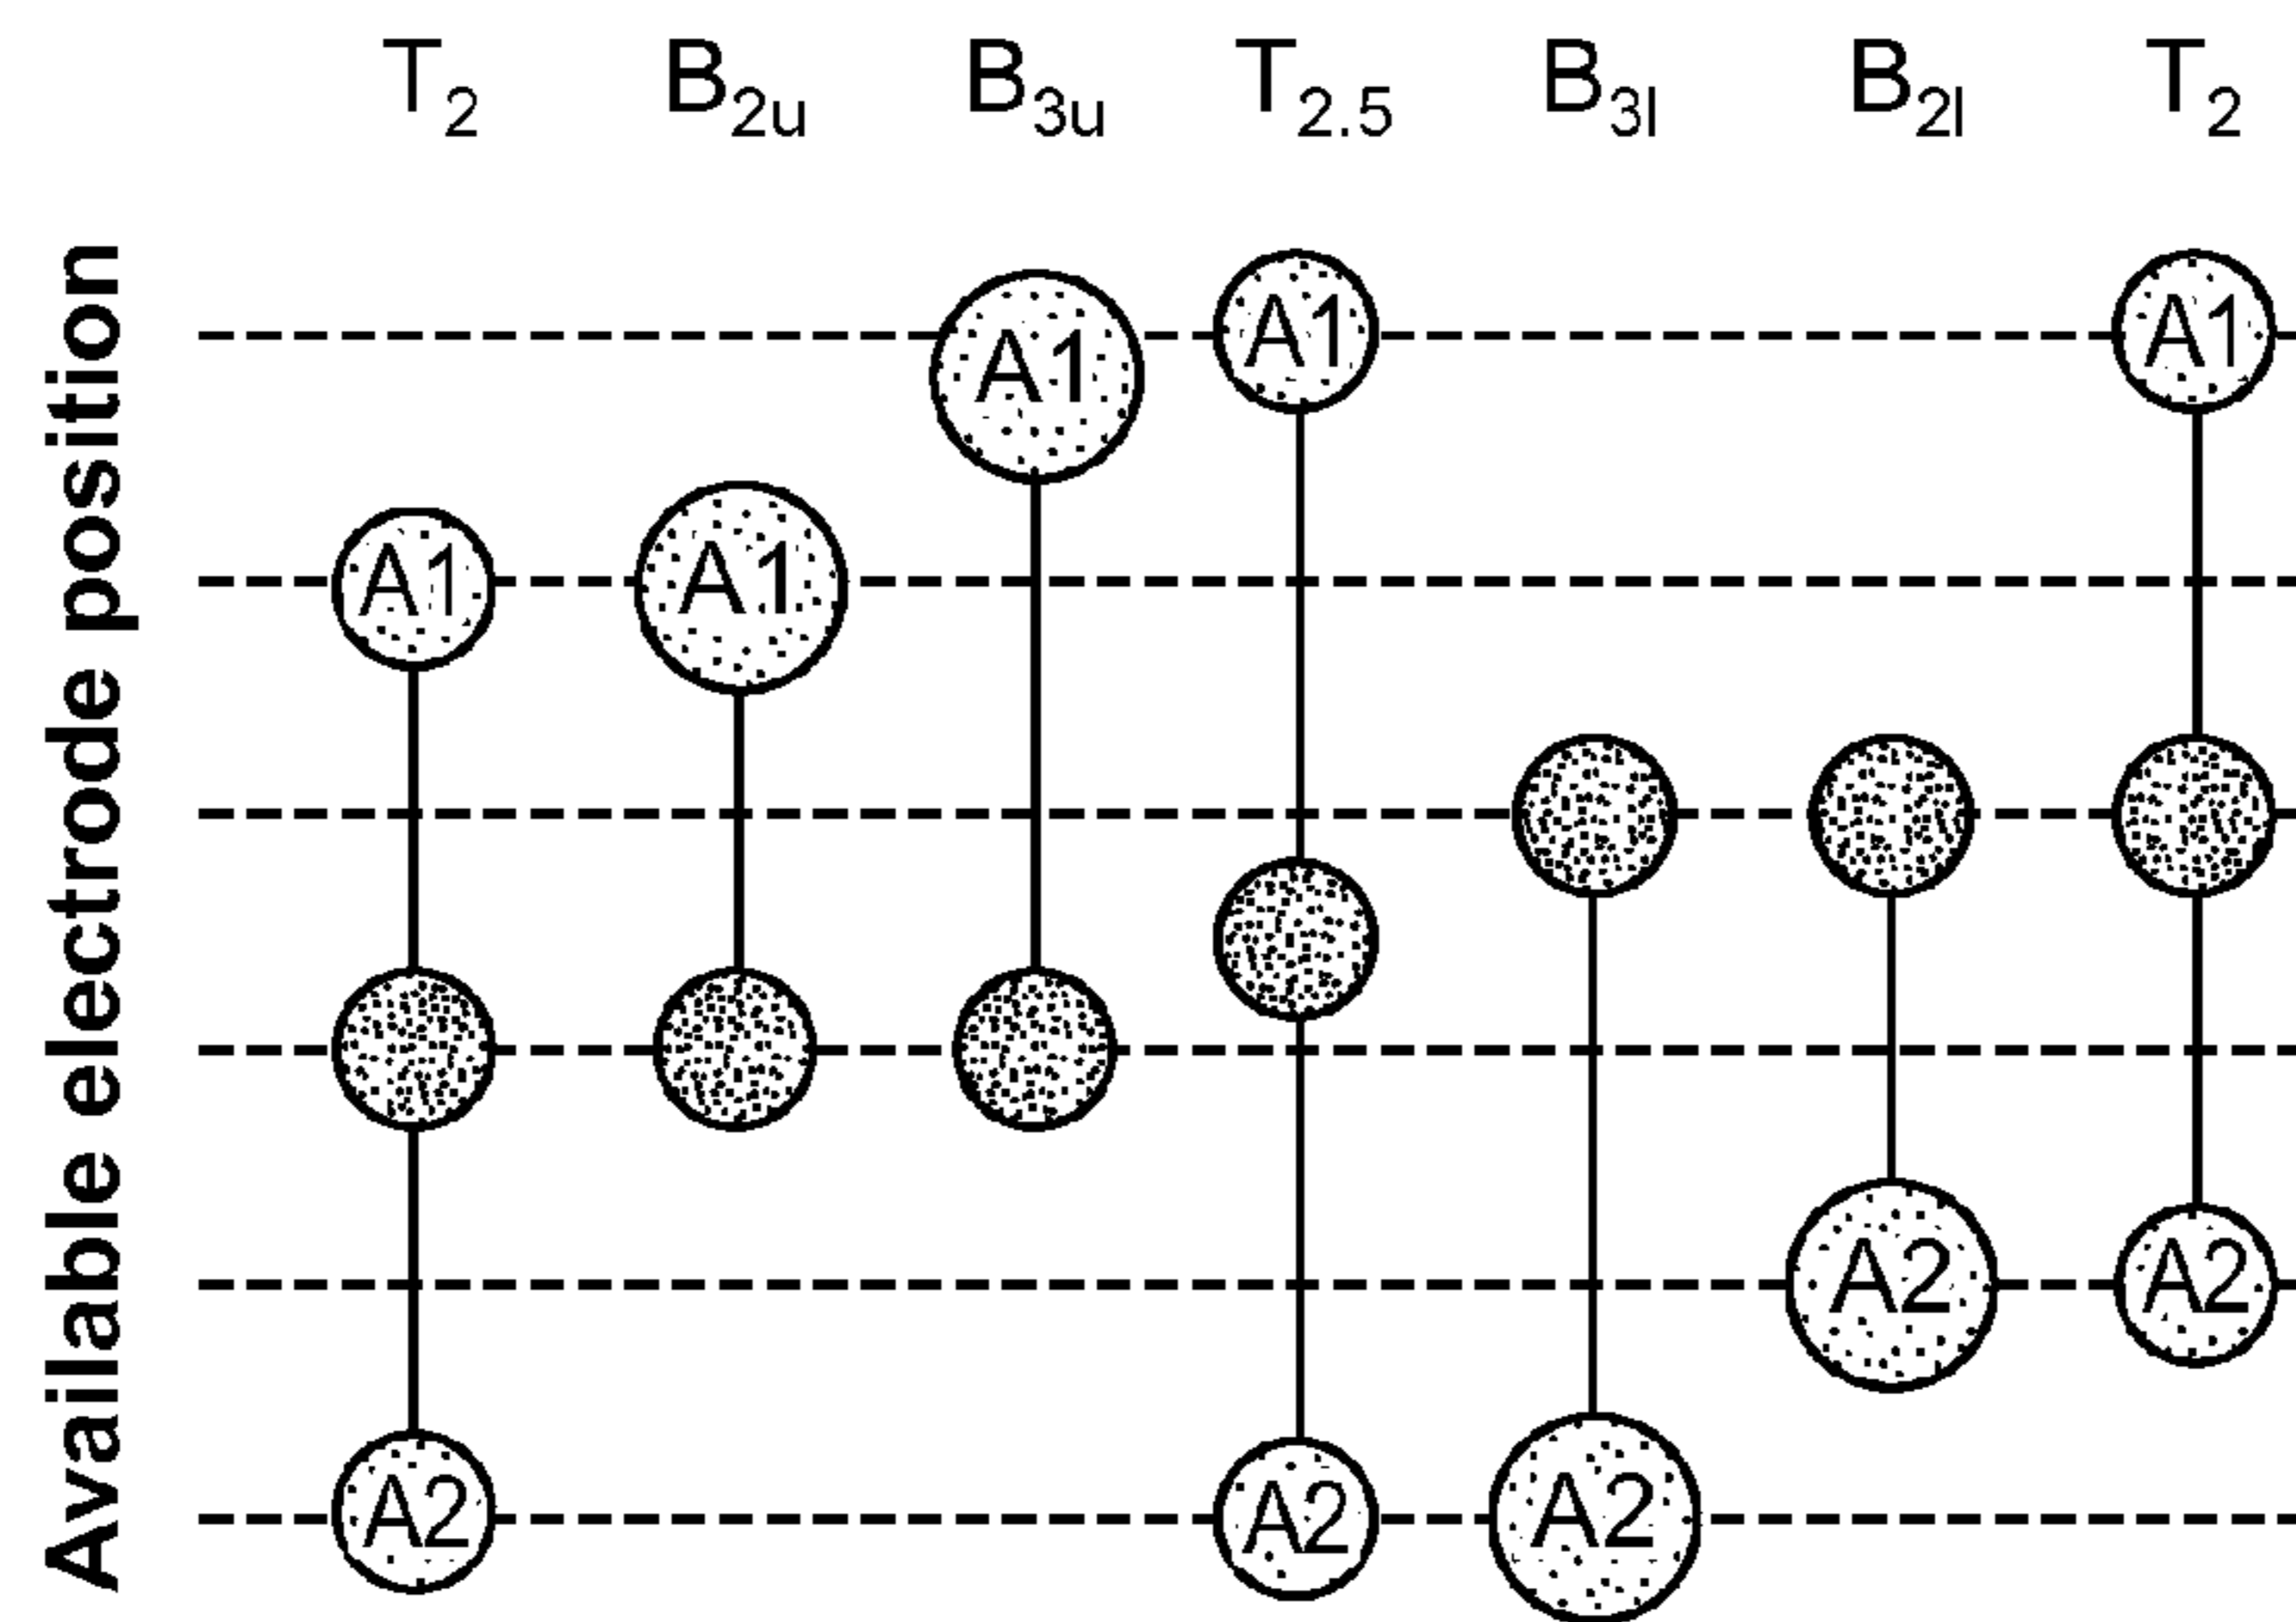 T2 B2u B3u T2.5 B3l B2l T2
Available electrode position
A1 A1
A1
A1 A1
A2 A2
A2 A2 A2